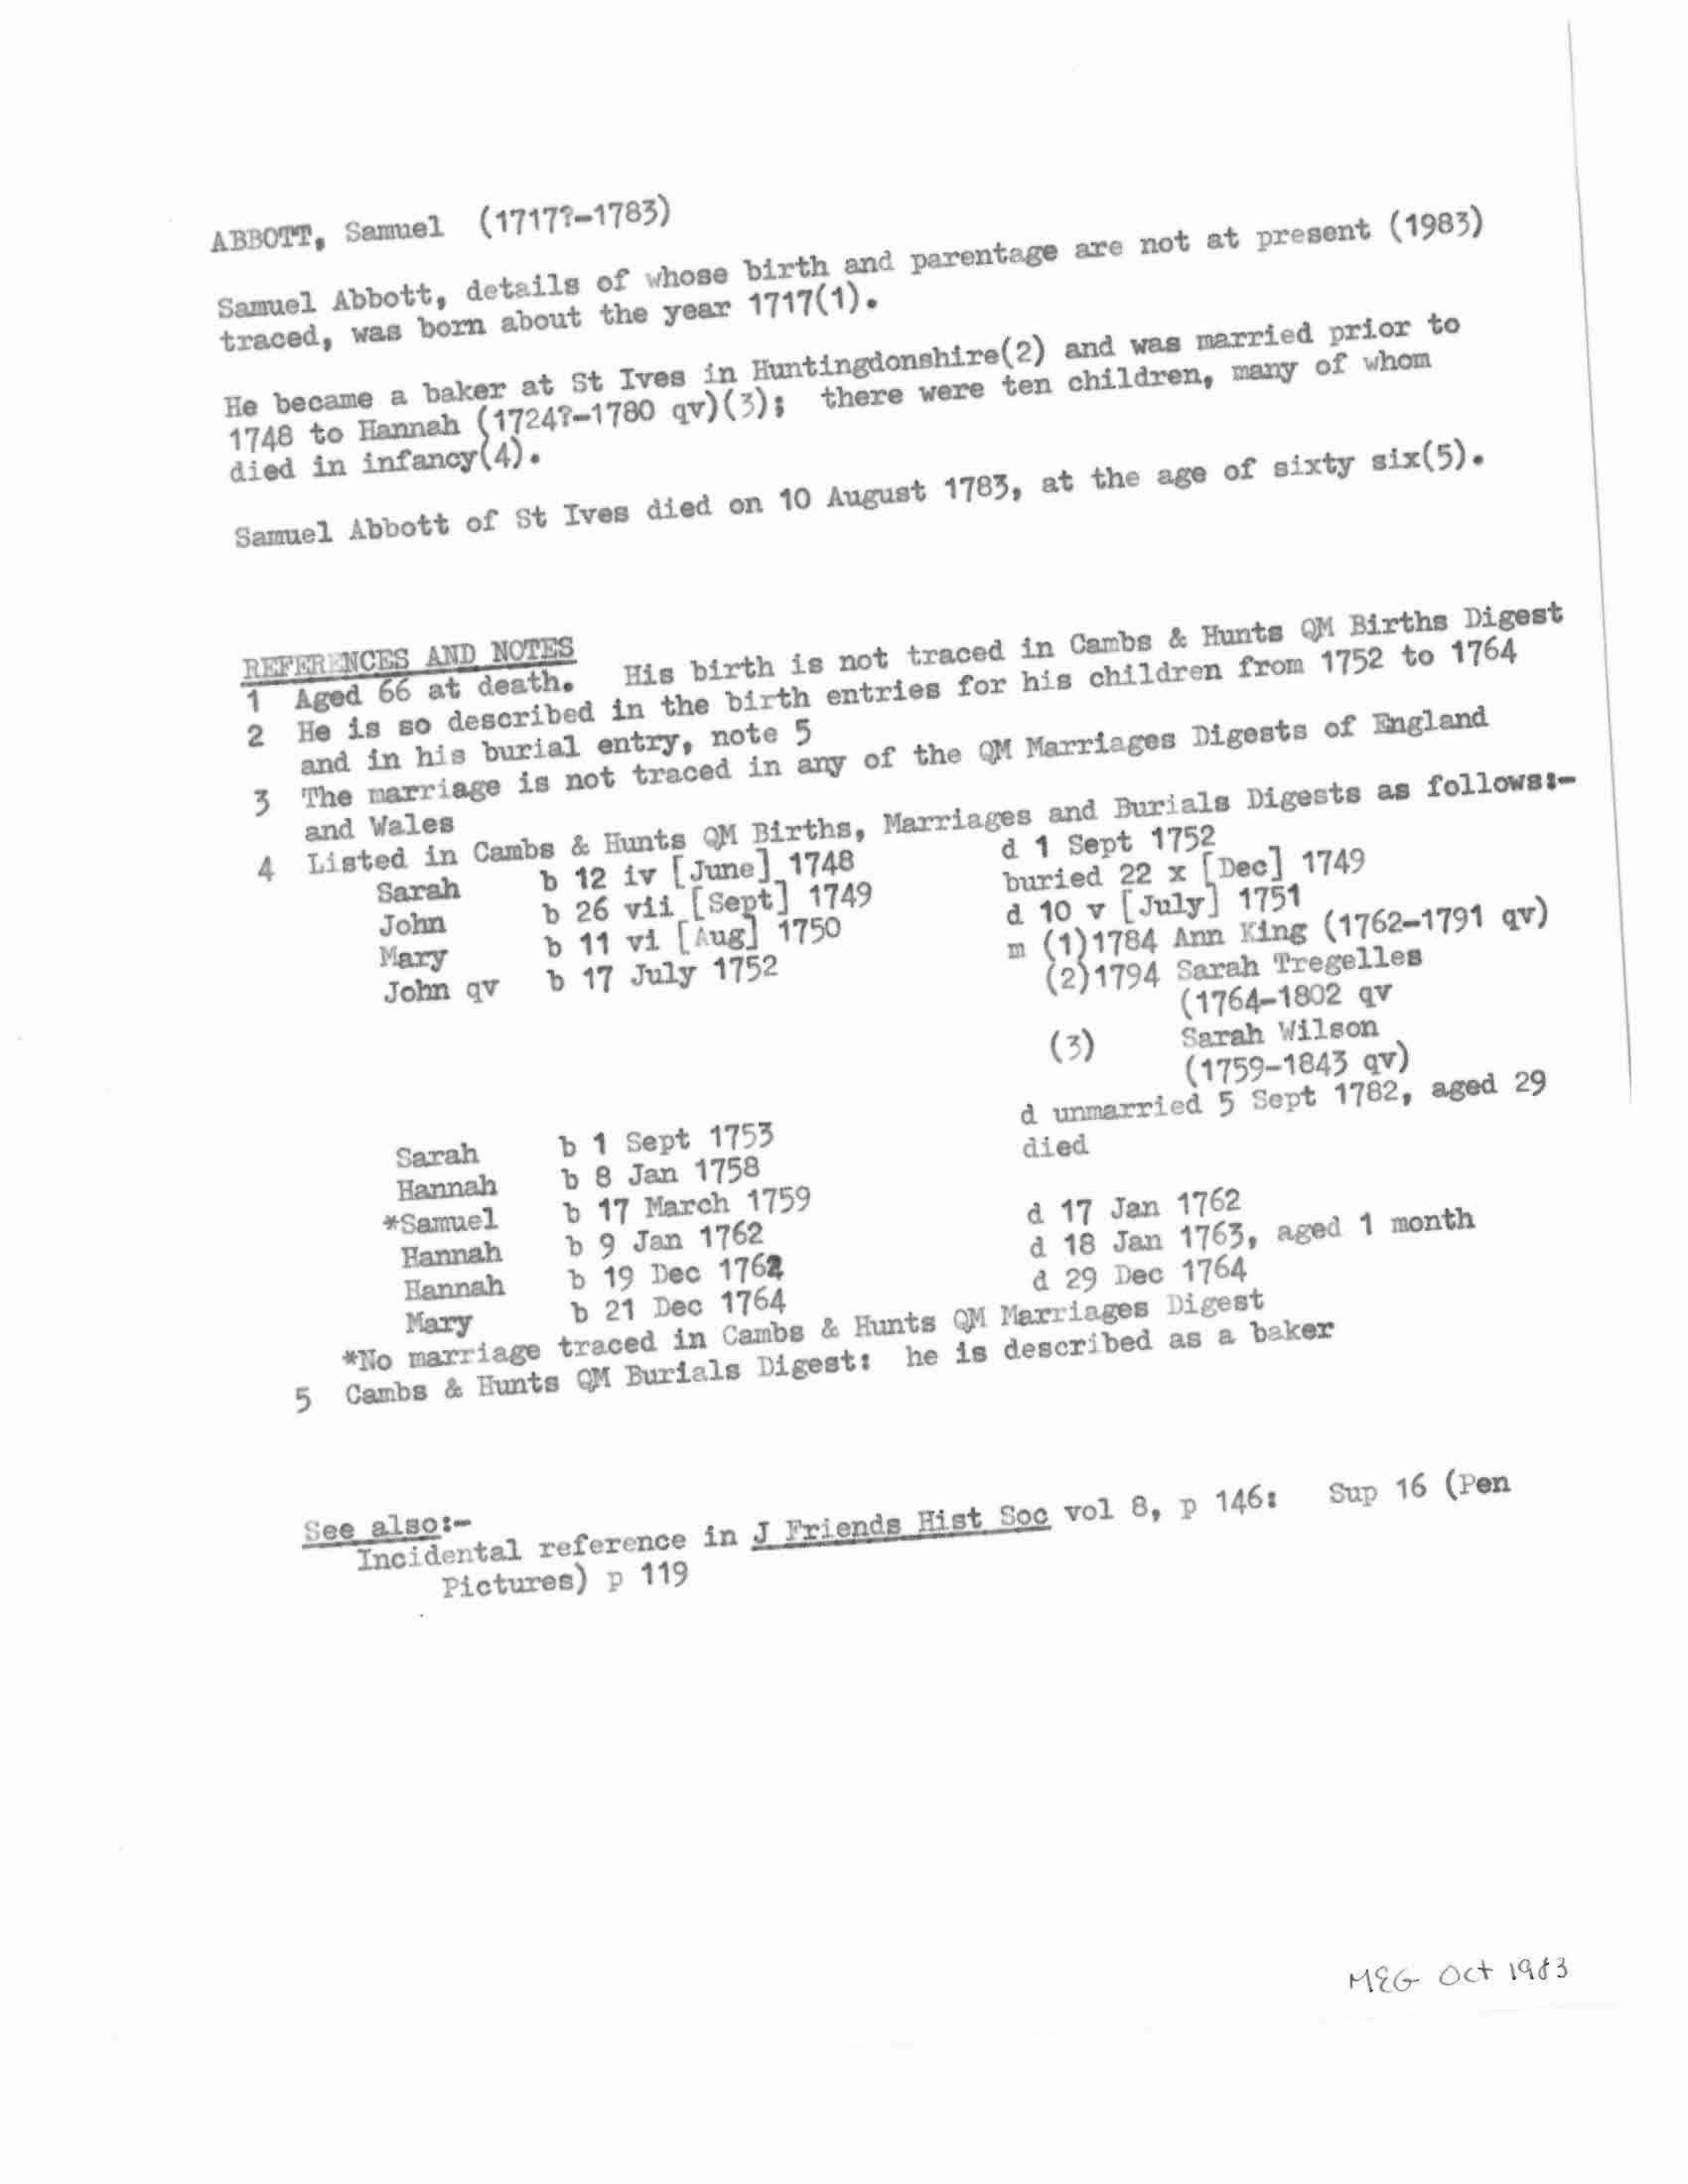 ABBOTT, Samuel (1717?-1783)
Samuel Abbott, details of whose birth and parentage are not at present (1983)
traced, was born about the year 1717(1).
He became a baker at St Ives in Huntingdonshire(2) and was married prior to
1748 to Hannah (1724?-1780 qv)(3); there were ten children, many of whom
died in infancy(4).
Samuel Abbott of St Ives died on 10 August 1783, at the age of sixty six(5).
REFERENCES AND NOTES
1 Aged 66 at death. His birth is not traced in Cambs & Hunts QM Births Digest
2 He is so described in the birth entries for his children from 1752 to 1764
and in his burial entry, note 5
3 The marriage is not traced in any of the QM Marriages Digests of England
and Wales
4 Listed in Cambs & Hunts QM Births, Marriages and Burials Digests as follows:-
Sarah b 12 iv [June] 1748 d 1 Sept 1752
John b 26 vii [Sept] 1749 buried 22 x [Dec] 1749
Mary b 11 vi [Aug] 1750 d 10 v [July] 1751
John qv b 17 July 1752 m (1)1784 Ann King (1762-1791 qv)
(2)1794 Sarah Tregelles
(1764-1802 qv
(3) Sarah Wilson
(1759-1843 qv)
Sarah b 1 Sept 1753 d unmarried 5 Sept 1782, aged 29
Hannah b 8 Jan 1758 died
*Samuel b 17 March 1759
Hannah b 9 Jan 1762 d 17 Jan 1762
Hannah b 19 Dec 1762 d 18 Jan 1763, aged 1 month
Mary b 21 Dec 1764 d 29 Dec 1764
*No marriage traced in Cambs & Hunts QM Marriages Digest
5 Cambs & Hunts QM Burials Digest: he is described as a baker
See also:-
Incidental reference in J Friends Hist Soc vol 8, p 146: Sup 16 (Pen
Pictures) p 119
MEG Oct 1983